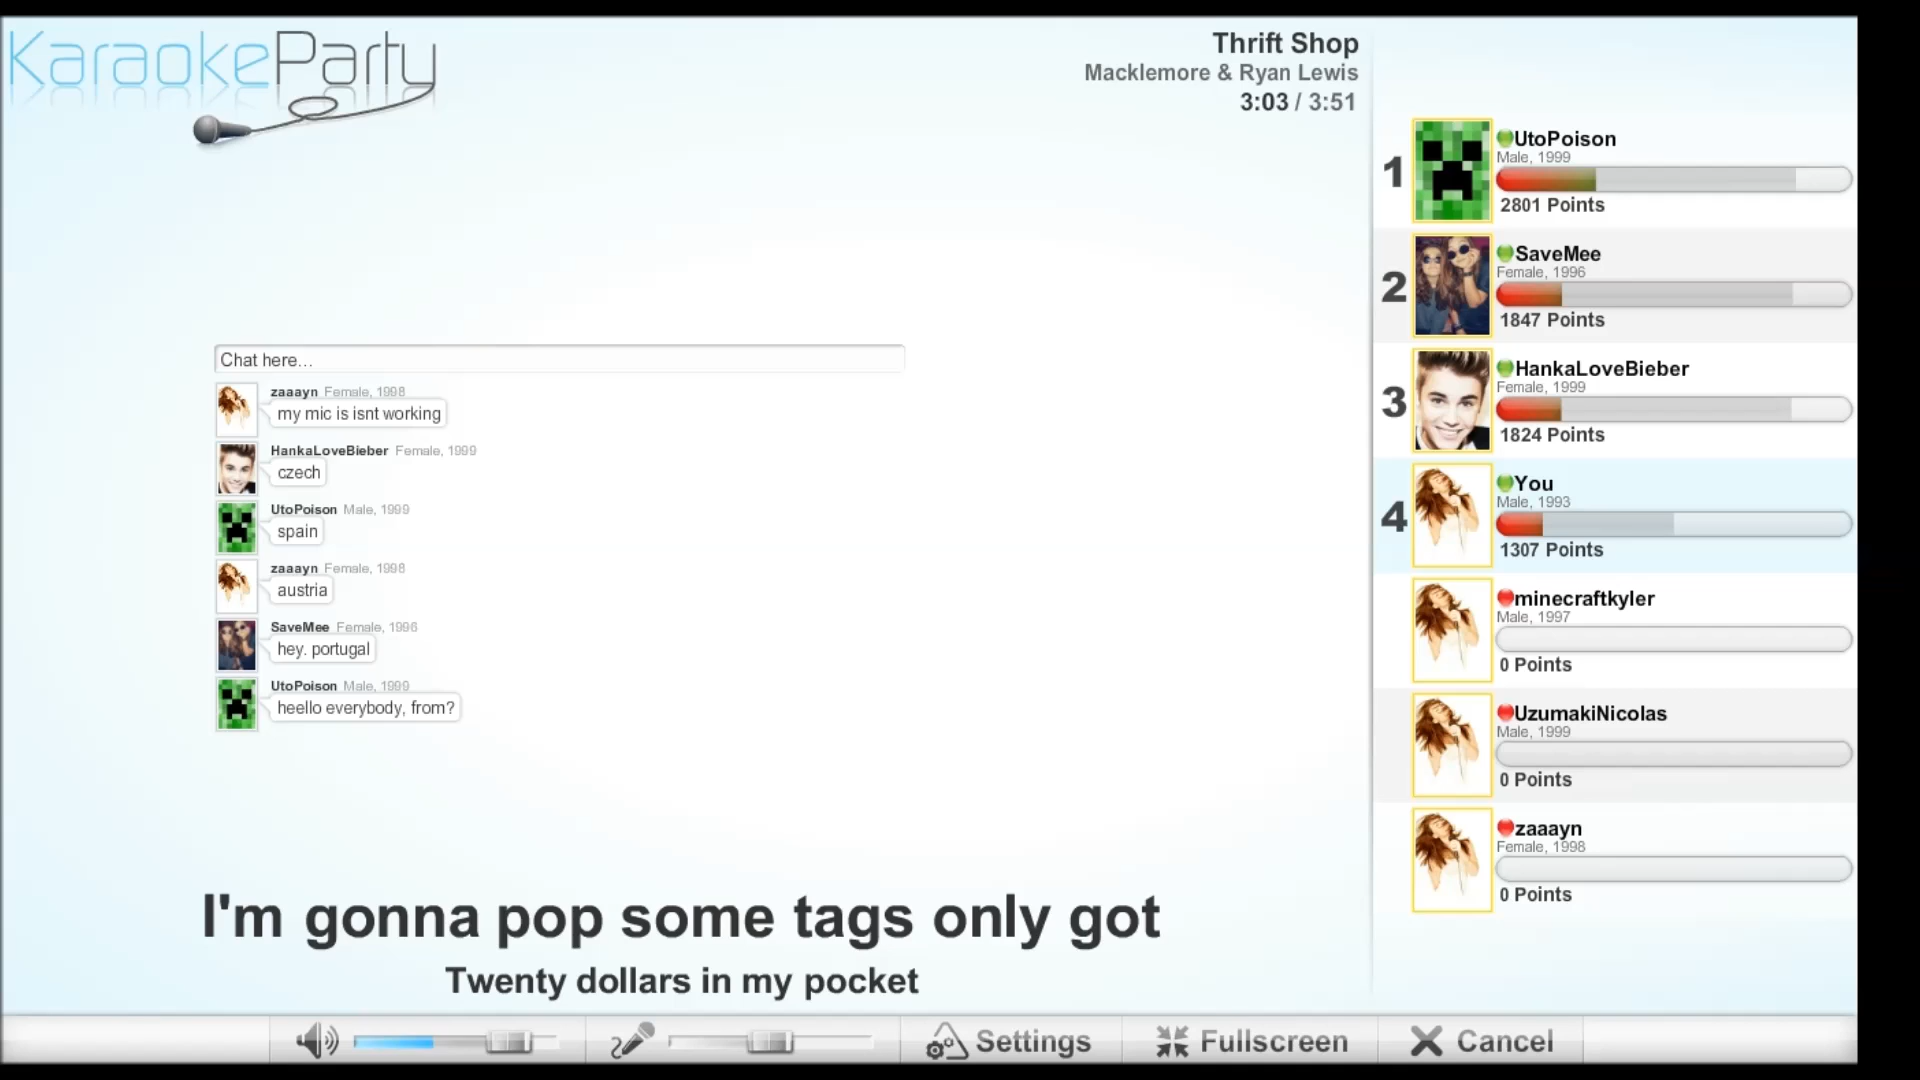 KaraokeParty
Thrift Shop
Macklemore & Ryan Lewis
3:03 / 3:51
Chat here...
zaaayn Female, 1998
my mic is isnt working
HankaLoveBieber Female, 1999
czech
UtoPoison Male, 1999
spain
zaaayn Female, 1998
austria
SaveMee Female, 1996
hey. portugal
UtoPoison Male, 1999
heello everybody, from?
1
UtoPoison
Male, 1999
2801 Points
2
SaveMee
Female, 1996
1847 Points
3
HankaLoveBieber
Female, 1999
1824 Points
4
You
Male, 1993
1307 Points
minecraftkyler
Male, 1997
0 Points
UzumakiNicolas
Male, 1999
0 Points
zaaayn
Female, 1998
0 Points
I'm gonna pop some tags only got
Twenty dollars in my pocket
Settings
Fullscreen
Cancel